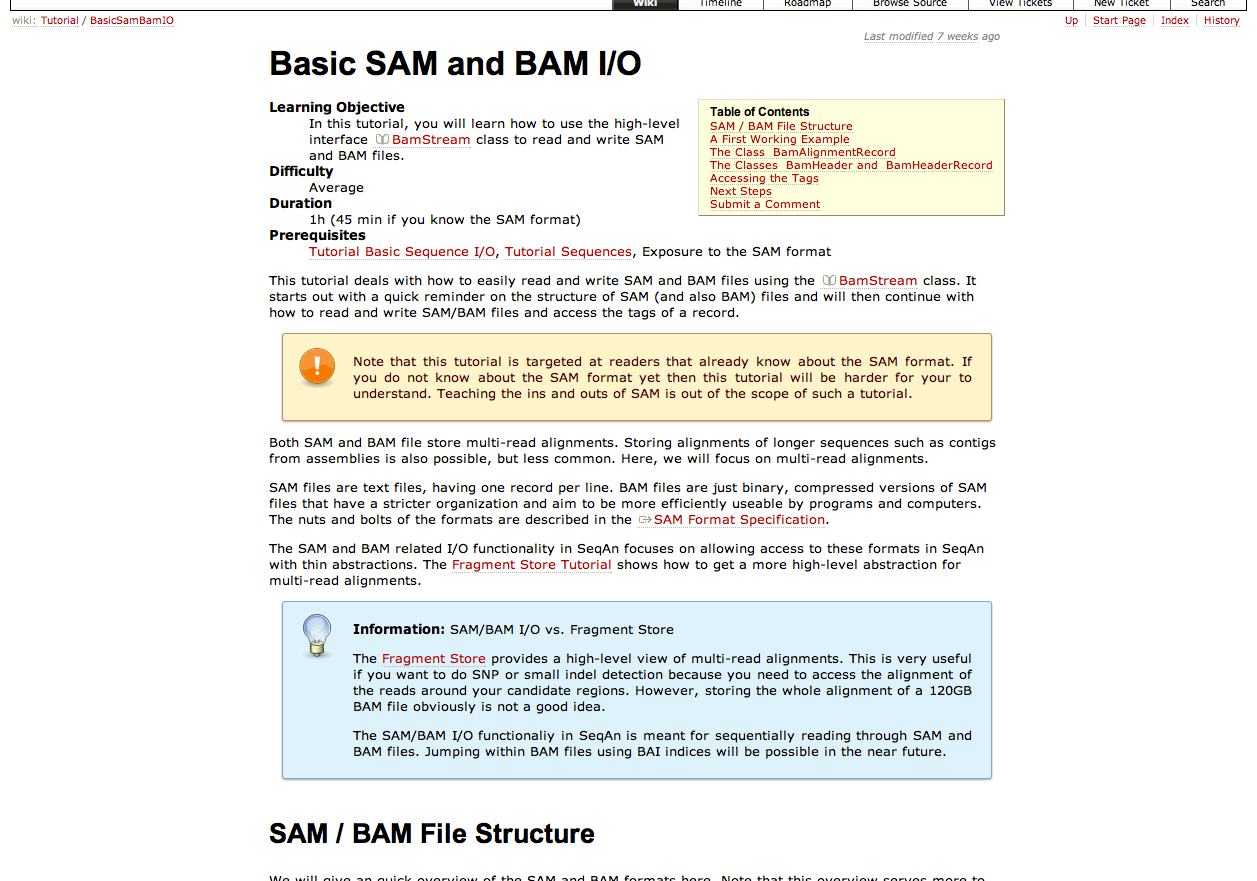 Wiki Timeline Roadmap Browse Source View Tickets New Ticket Search
wiki: Tutorial / BasicSamBamIO
Up Start Page Index History
Last modified 7 weeks ago
Basic SAM and BAM I/O
Learning Objective
In this tutorial, you will learn how to use the high-level
interface BamStream class to read and write SAM
and BAM files.
Difficulty
Average
Duration
1h (45 min if you know the SAM format)
Prerequisites
Tutorial Basic Sequence I/O, Tutorial Sequences, Exposure to the SAM format
Table of Contents
SAM / BAM File Structure
A First Working Example
The Class BamAlignmentRecord
The Classes BamHeader and BamHeaderRecord
Accessing the Tags
Next Steps
Submit a Comment
This tutorial deals with how to easily read and write SAM and BAM files using the BamStream class. It
starts out with a quick reminder on the structure of SAM (and also BAM) files and will then continue with
how to read and write SAM/BAM files and access the tags of a record.
Note that this tutorial is targeted at readers that already know about the SAM format. If
you do not know about the SAM format yet then this tutorial will be harder for your to
understand. Teaching the ins and outs of SAM is out of the scope of such a tutorial.
Both SAM and BAM file store multi-read alignments. Storing alignments of longer sequences such as contigs
from assemblies is also possible, but less common. Here, we will focus on multi-read alignments.
SAM files are text files, having one record per line. BAM files are just binary, compressed versions of SAM
files that have a stricter organization and aim to be more efficiently useable by programs and computers.
The nuts and bolts of the formats are described in the SAM Format Specification.
The SAM and BAM related I/O functionality in SeqAn focuses on allowing access to these formats in SeqAn
with thin abstractions. The Fragment Store Tutorial shows how to get a more high-level abstraction for
multi-read alignments.
Information: SAM/BAM I/O vs. Fragment Store
The Fragment Store provides a high-level view of multi-read alignments. This is very useful
if you want to do SNP or small indel detection because you need to access the alignment of
the reads around your candidate regions. However, storing the whole alignment of a 120GB
BAM file obviously is not a good idea.
The SAM/BAM I/O functionaliy in SeqAn is meant for sequentially reading through SAM and
BAM files. Jumping within BAM files using BAI indices will be possible in the near future.
SAM / BAM File Structure
We will give an quick overview of the SAM and BAM formats here. Note that this overview serves more to